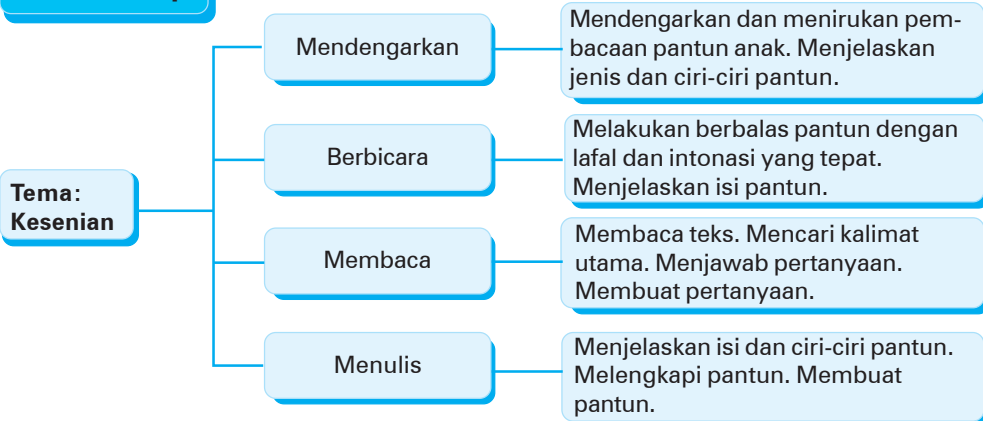 Tema:
Kesenian
Mendengarkan
Mendengarkan dan menirukan pem-
bacaan pantun anak. Menjelaskan
jenis dan ciri-ciri pantun.
Berbicara
Melakukan berbalas pantun dengan
lafal dan intonasi yang tepat.
Menjelaskan isi pantun.
Membaca
Membaca teks. Mencari kalimat
utama. Menjawab pertanyaan.
Membuat pertanyaan.
Menulis
Menjelaskan isi dan ciri-ciri pantun.
Melengkapi pantun. Membuat
pantun.